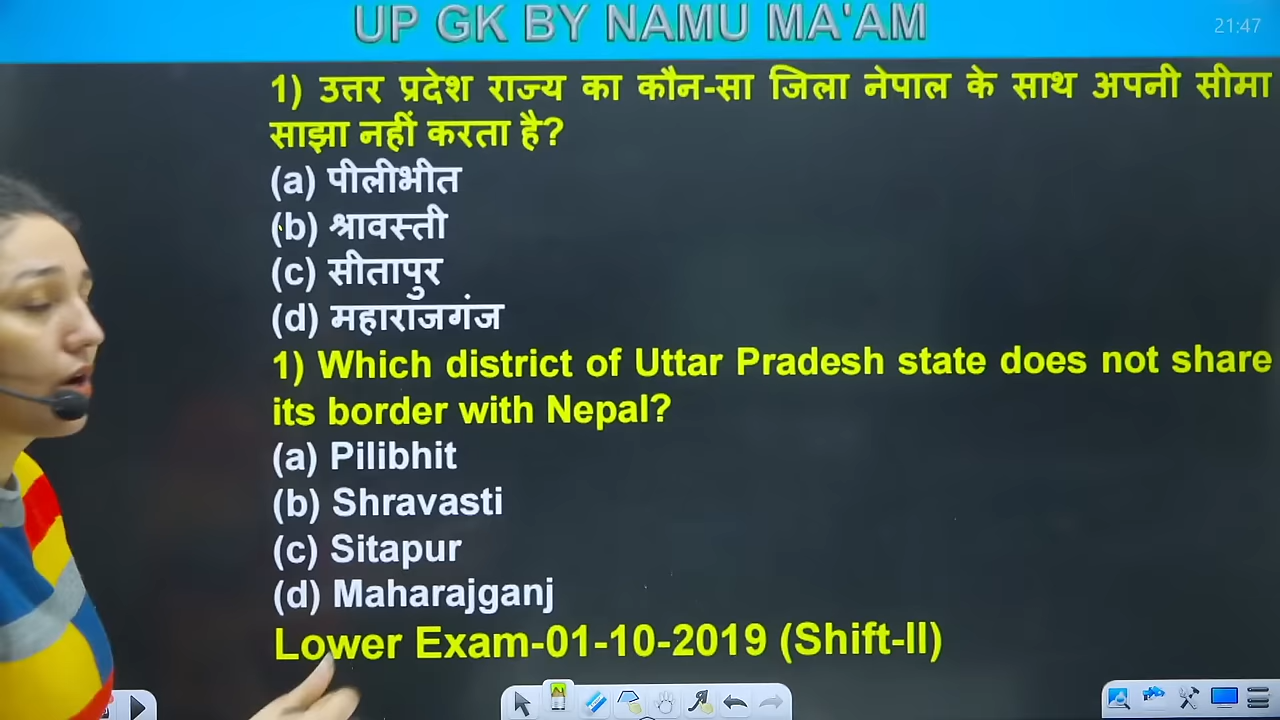 UP GK BY NAMU MA'AM
21:47
1) उत्तर प्रदेश राज्य का कौन-सा जिला नेपाल के साथ अपनी सीमा
साझा नहीं करता है?
(a) पीलीभीत
(b) श्रावस्ती
(c) सीतापुर
(d) महाराजगंज
1) Which district of Uttar Pradesh state does not share
its border with Nepal?
(a) Pilibhit
(b) Shravasti
(c) Sitapur
(d) Maharajganj
Lower Exam-01-10-2019 (Shift-II)